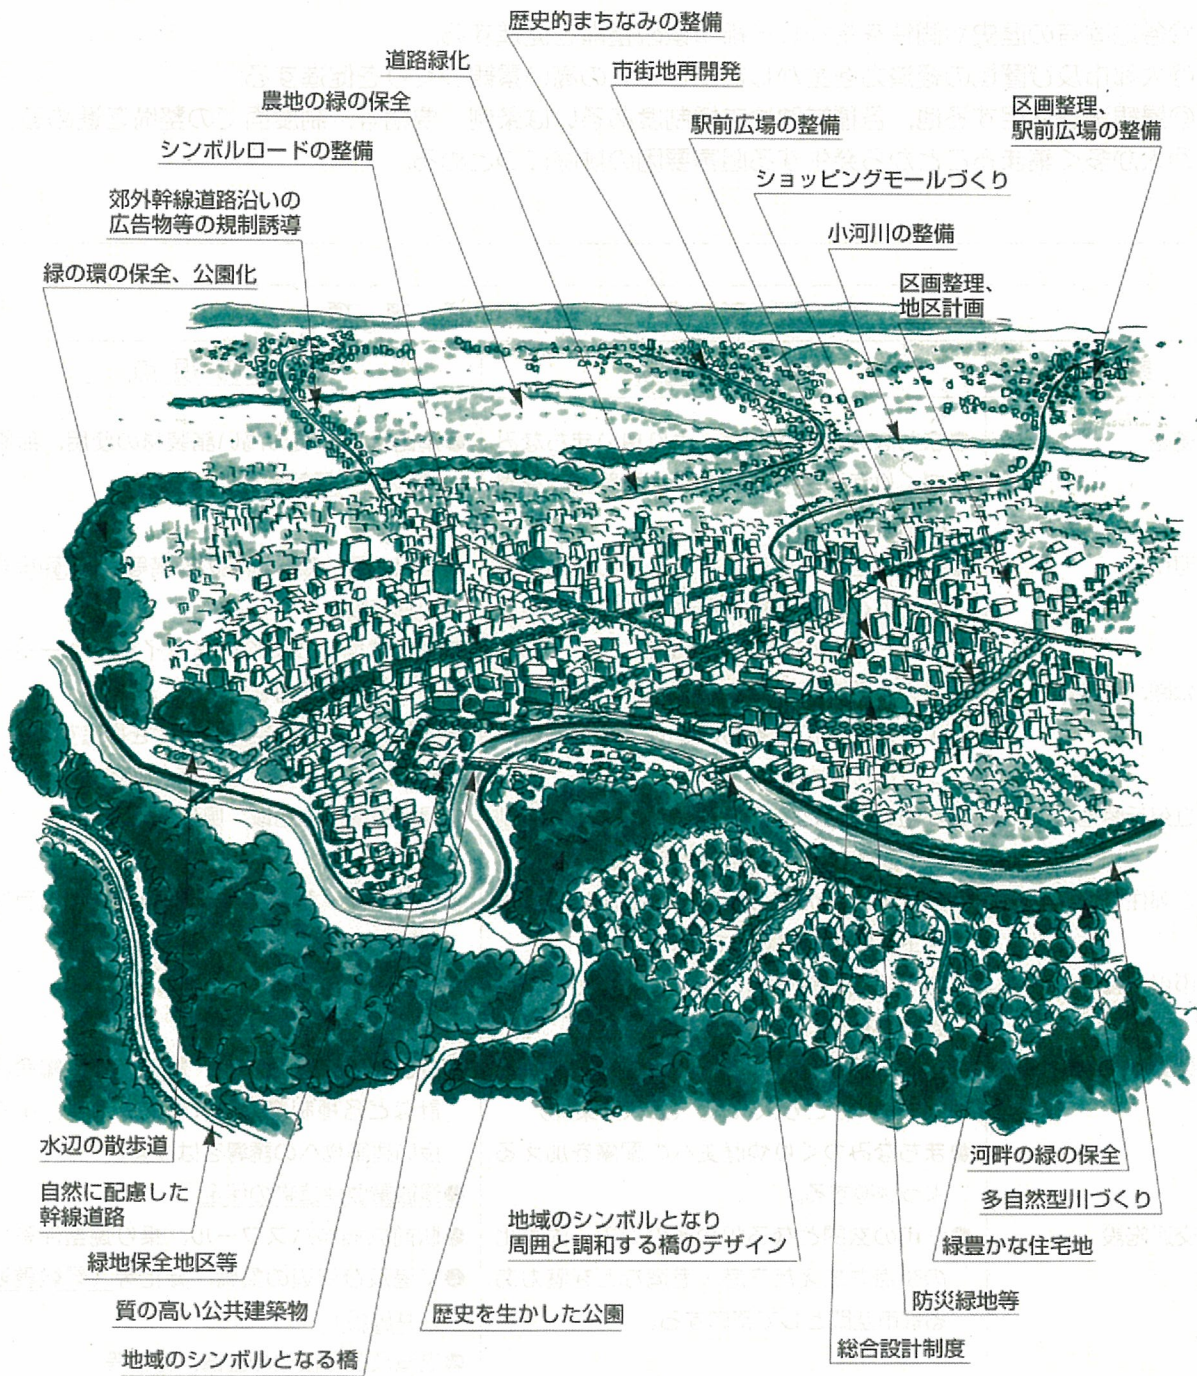 歴史的まちなみの整備
道路緑化
市街地再開発
農地の緑の保全
区画整理、
駅前広場の整備
駅前広場の整備
シンボルロードの整備
ショッピングモールづくり
郊外幹線道路沿いの
広告物等の規制誘導
小河川の整備
緑の環の保全、公園化
区画整理、
地区計画
水辺の散歩道
河畔の緑の保全
自然に配慮した
幹線道路
多自然型川づくり
地域のシンボルとなり
周囲と調和する橋のデザイン
緑豊かな住宅地
緑地保全地区等
防災緑地等
質の高い公共建築物
歴史を生かした公園
総合設計制度
地域のシンボルとなる橋